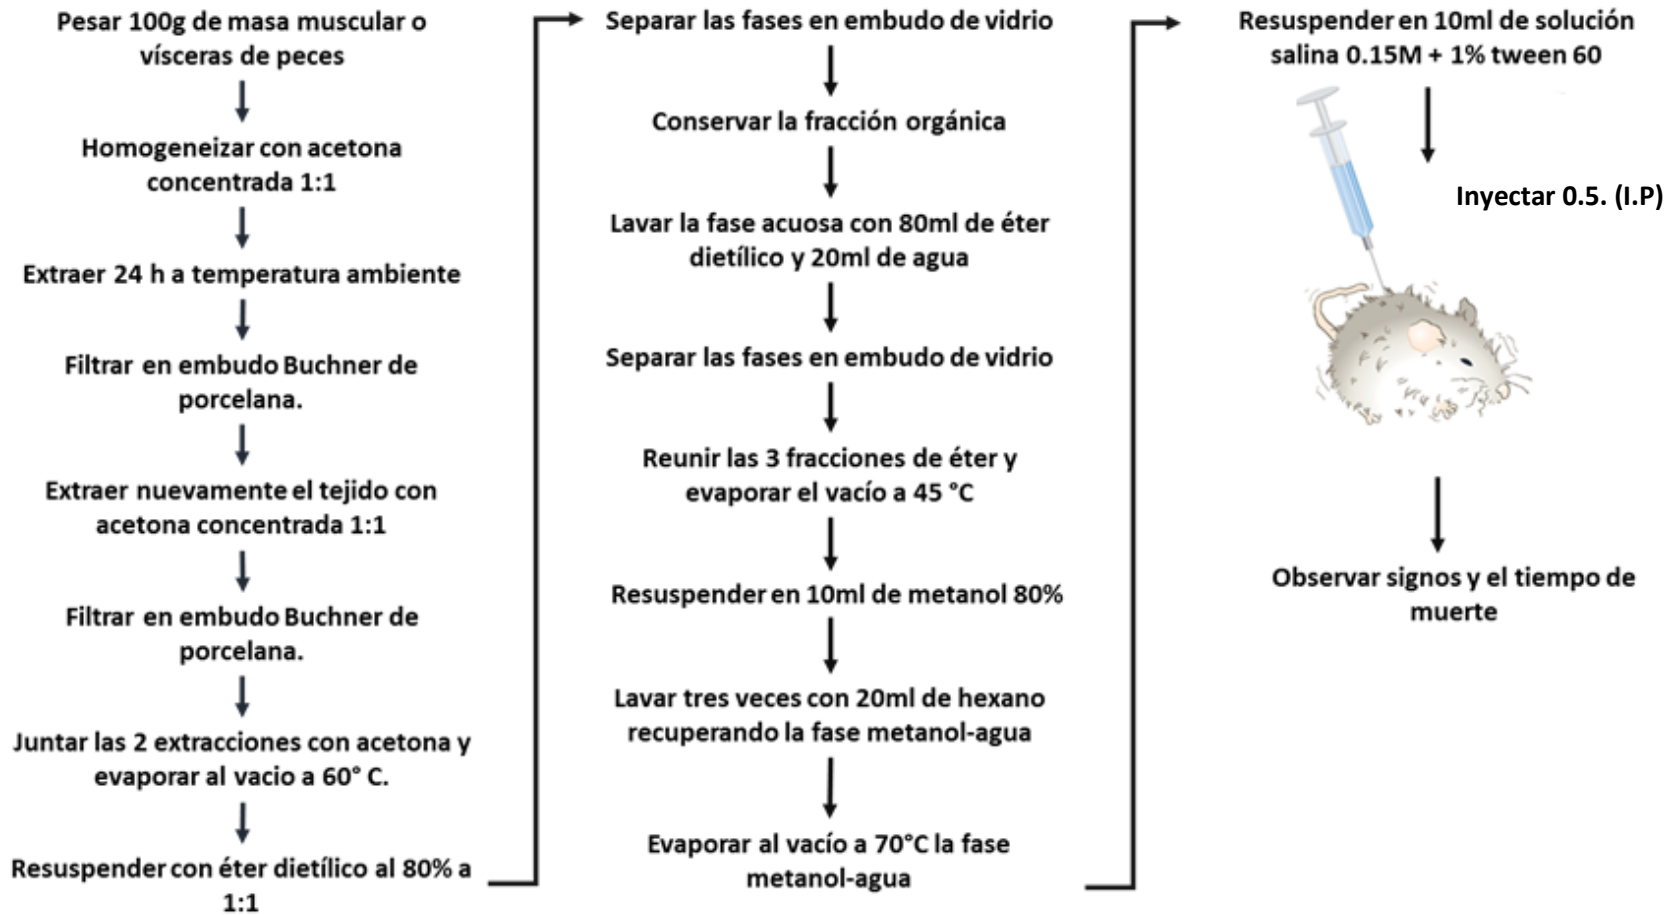 Pesar 100g de masa muscular o
vísceras de peces
Homogeneizar con acetona
concentrada 1:1
Extraer 24 h a temperatura ambiente
Filtrar en embudo Buchner de
porcelana.
Extraer nuevamente el tejido con
acetona concentrada 1:1
Filtrar en embudo Buchner de
porcelana.
Juntar las 2 extracciones con acetona y
evaporar al vacio a 60° C.
Resuspender con éter dietílico al 80% a
1:1
Separar las fases en embudo de vidrio
Conservar la fracción orgánica
Lavar la fase acuosa con 80ml de éter
dietílico y 20ml de agua
Separar las fases en embudo de vidrio
Reunir las 3 fracciones de éter y
evaporar el vacío a 45 °C
Resuspender en 10ml de metanol 80%
Lavar tres veces con 20ml de hexano
recuperando la fase metanol-agua
Evaporar al vacío a 70°C la fase
metanol-agua
Resuspender en 10ml de solución
salina 0.15M + 1% tween 60
Inyectar 0.5. (I.P)
Observar signos y el tiempo de
muerte